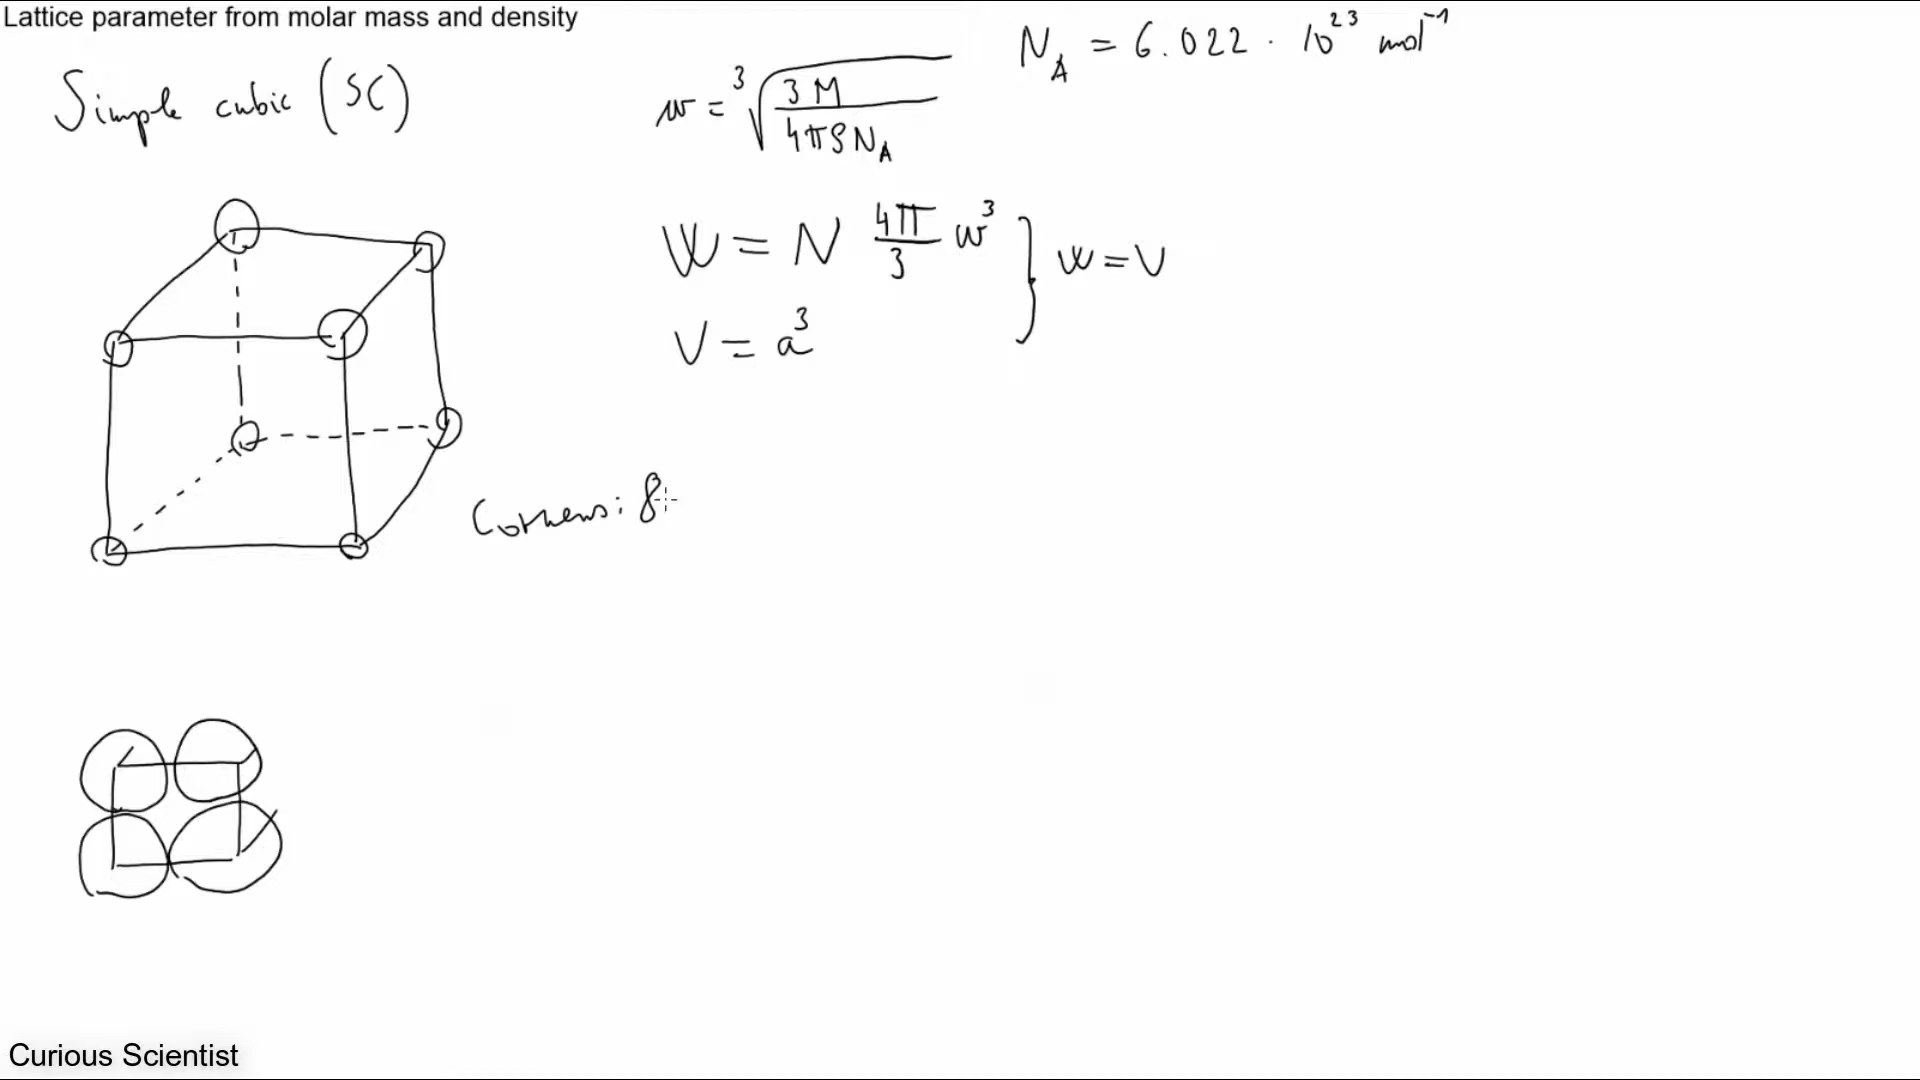 Lattice parameter from molar mass and density
N_A = 6.022 · 10^23 mol^-1
Simple cubic (SC)
w = ∛(3M / 4πρN_A)
W = N 4π/3 w^3
V = a^3
} W = V
Corners: 8
Curious Scientist